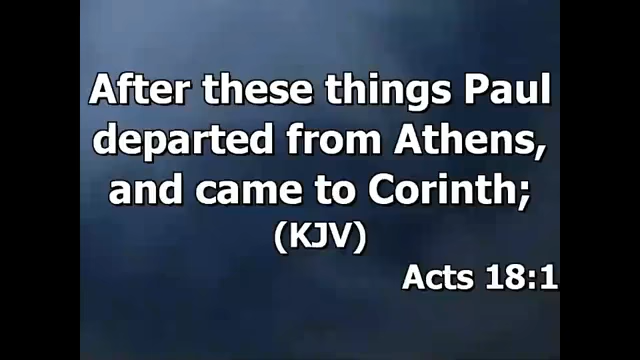 After these things Paul
departed from Athens,
and came to Corinth;
(KJV)
Acts 18:1